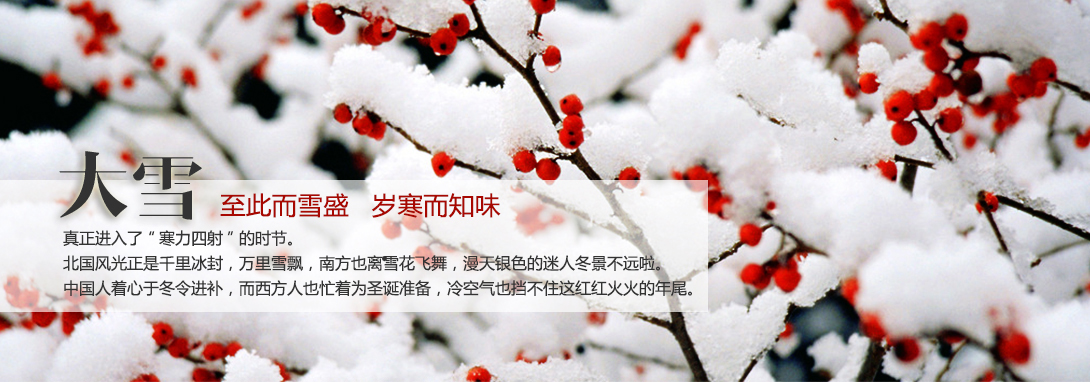 大雪
至此而雪盛 岁寒而知味
真正进入了“寒力四射”的时节。
北国风光正是千里冰封，万里雪飘，南方也离雪花飞舞，漫天银色的迷人冬景不远啦。
中国人着心于冬令进补，而西方人也忙着为圣诞准备，冷空气也挡不住这红红火火的年尾。